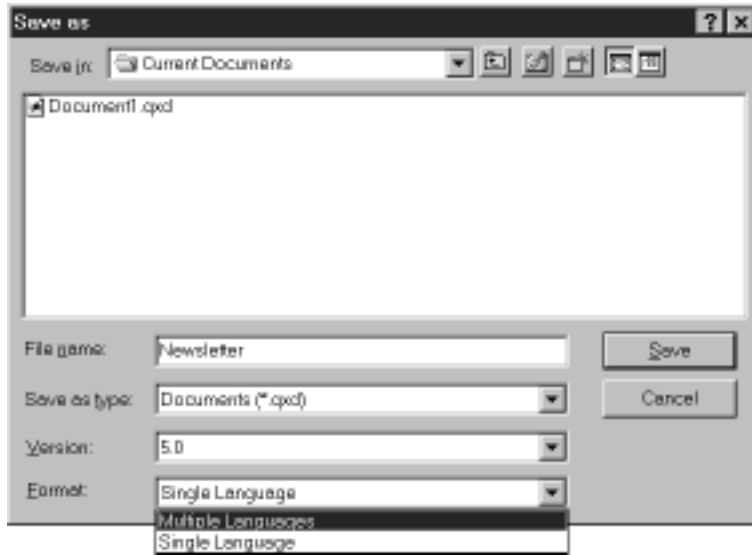 Save as
Save in: Current Documents
Document1.qxd
File name: Newsletter Save
Save as type: Documents (*.qxd) Cancel
Version: 5.0
Format: Single Language
Multiple Languages
Single Language